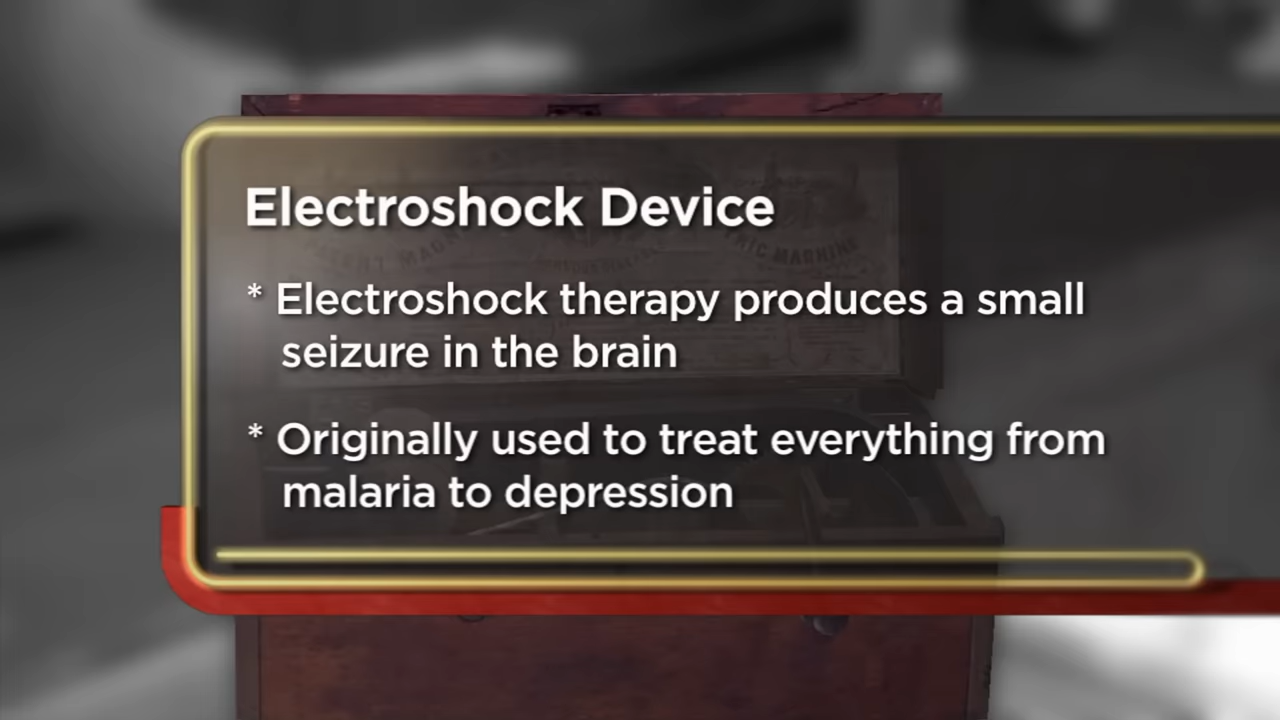 Electroshock Device
* Electroshock therapy produces a small
seizure in the brain
* Originally used to treat everything from
malaria to depression